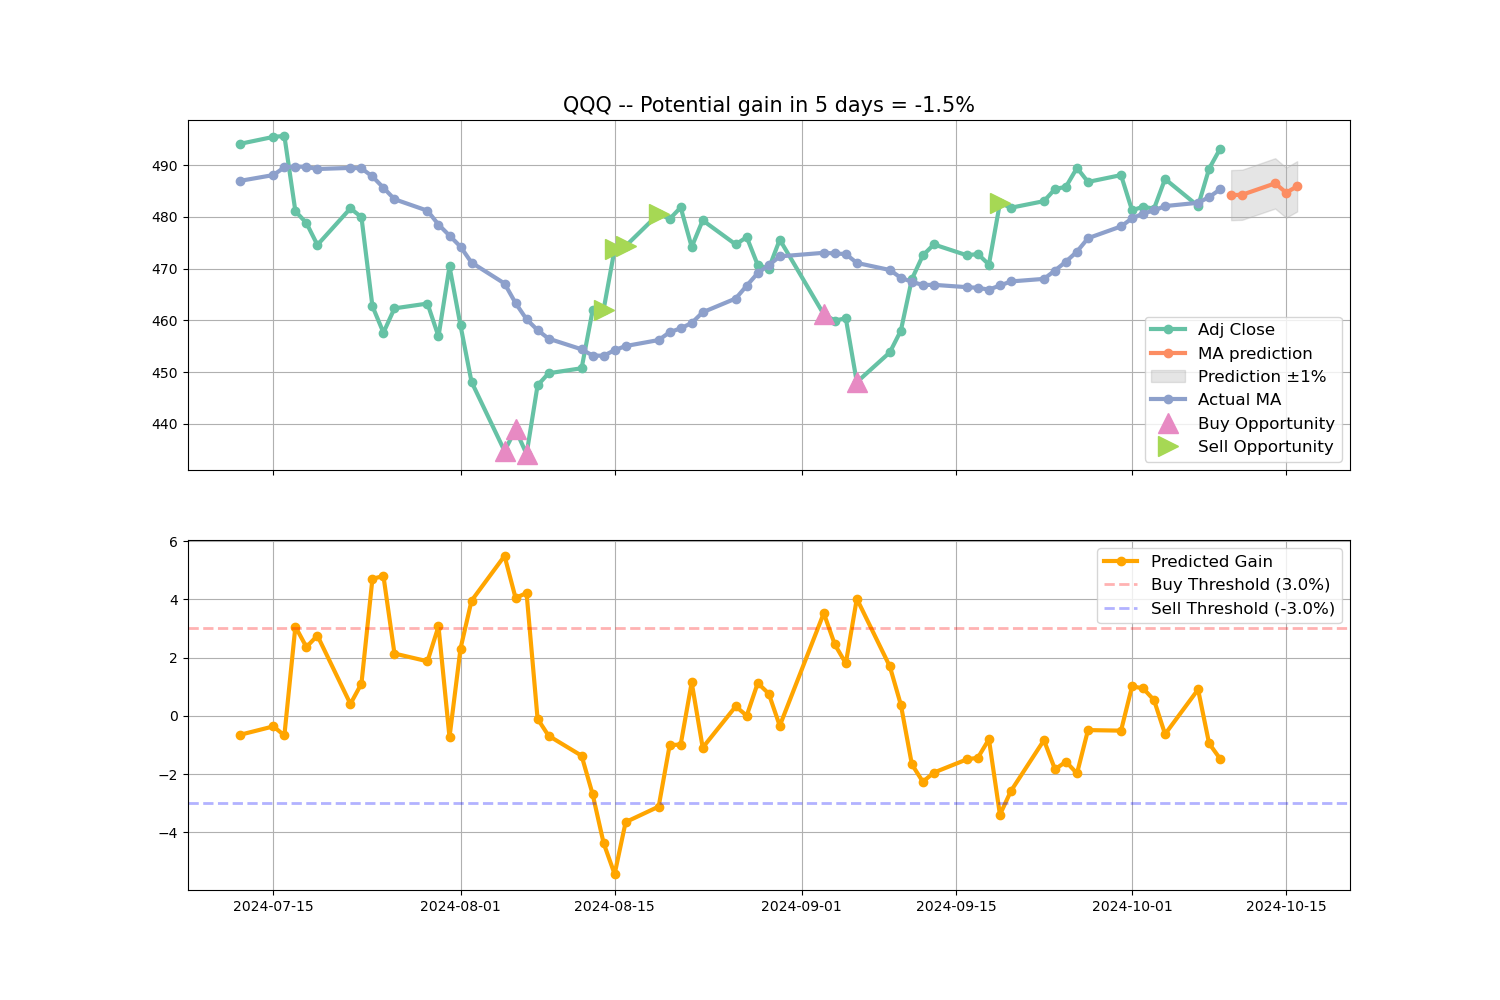 QQQ -- Potential gain in 5 days = -1.5%
490
480
470
460
450
440
Adj Close
MA prediction
Prediction ±1%
Actual MA
Buy Opportunity
Sell Opportunity
6
4
2
0
−2
−4
Predicted Gain
Buy Threshold (3.0%)
Sell Threshold (-3.0%)
2024-07-15
2024-08-01
2024-08-15
2024-09-01
2024-09-15
2024-10-01
2024-10-15